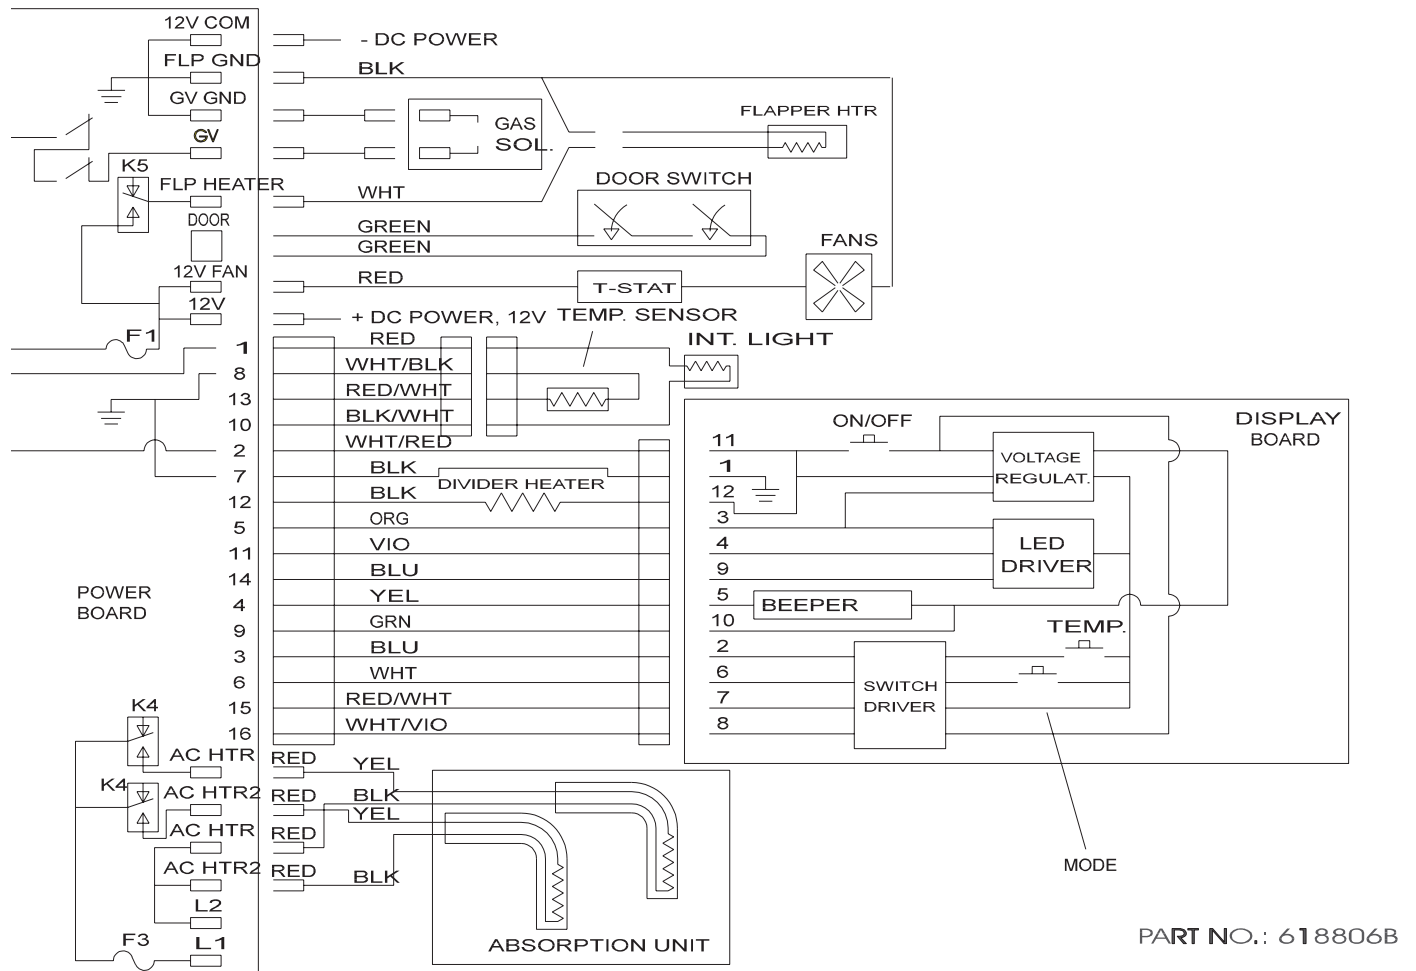 12V COM
- DC POWER
FLP GND
BLK
GV GND
GAS
SOL.
FLAPPER HTR
GV
K5
FLP HEATER
WHT
DOOR SWITCH
DOOR
GREEN
GREEN
FANS
12V FAN
RED
T-STAT
12V
+ DC POWER, 12V
TEMP. SENSOR
F1
RED
INT. LIGHT
1
8
WHT/BLK
13
RED/WHT
10
BLK/WHT
2
WHT/RED
7
BLK
DIVIDER HEATER
12
BLK
5
ORG
11
VIO
14
BLU
4
YEL
9
GRN
3
BLU
6
WHT
15
RED/WHT
16
WHT/VIO
POWER
BOARD
DISPLAY
BOARD
ON/OFF
11
1
12
3
4
9
5
10
2
6
7
8
VOLTAGE
REGULAT.
LED
DRIVER
BEEPER
TEMP.
SWITCH
DRIVER
MODE
K4
AC HTR
RED
YEL
K4
AC HTR2
RED
BLK
YEL
AC HTR
RED
AC HTR2
RED
BLK
L2
F3
L1
ABSORPTION UNIT
PART NO.: 618806B